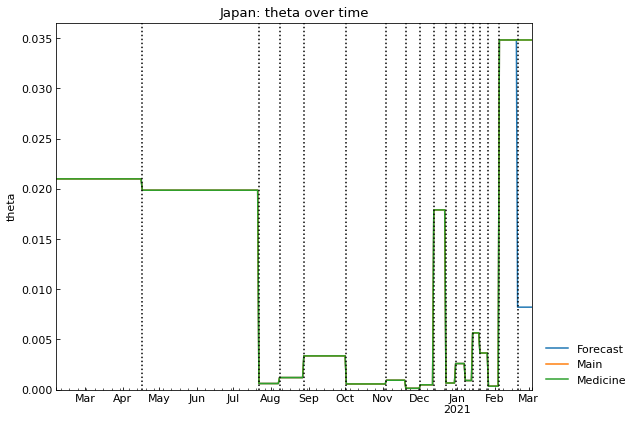 Japan: theta over time
0.035
0.030
0.025
0.020
0.015
0.010
0.005
0.000
theta
Mar Apr May Jun Jul Aug Sep Oct Nov Dec Jan Feb Mar
2021
Forecast
Main
Medicine